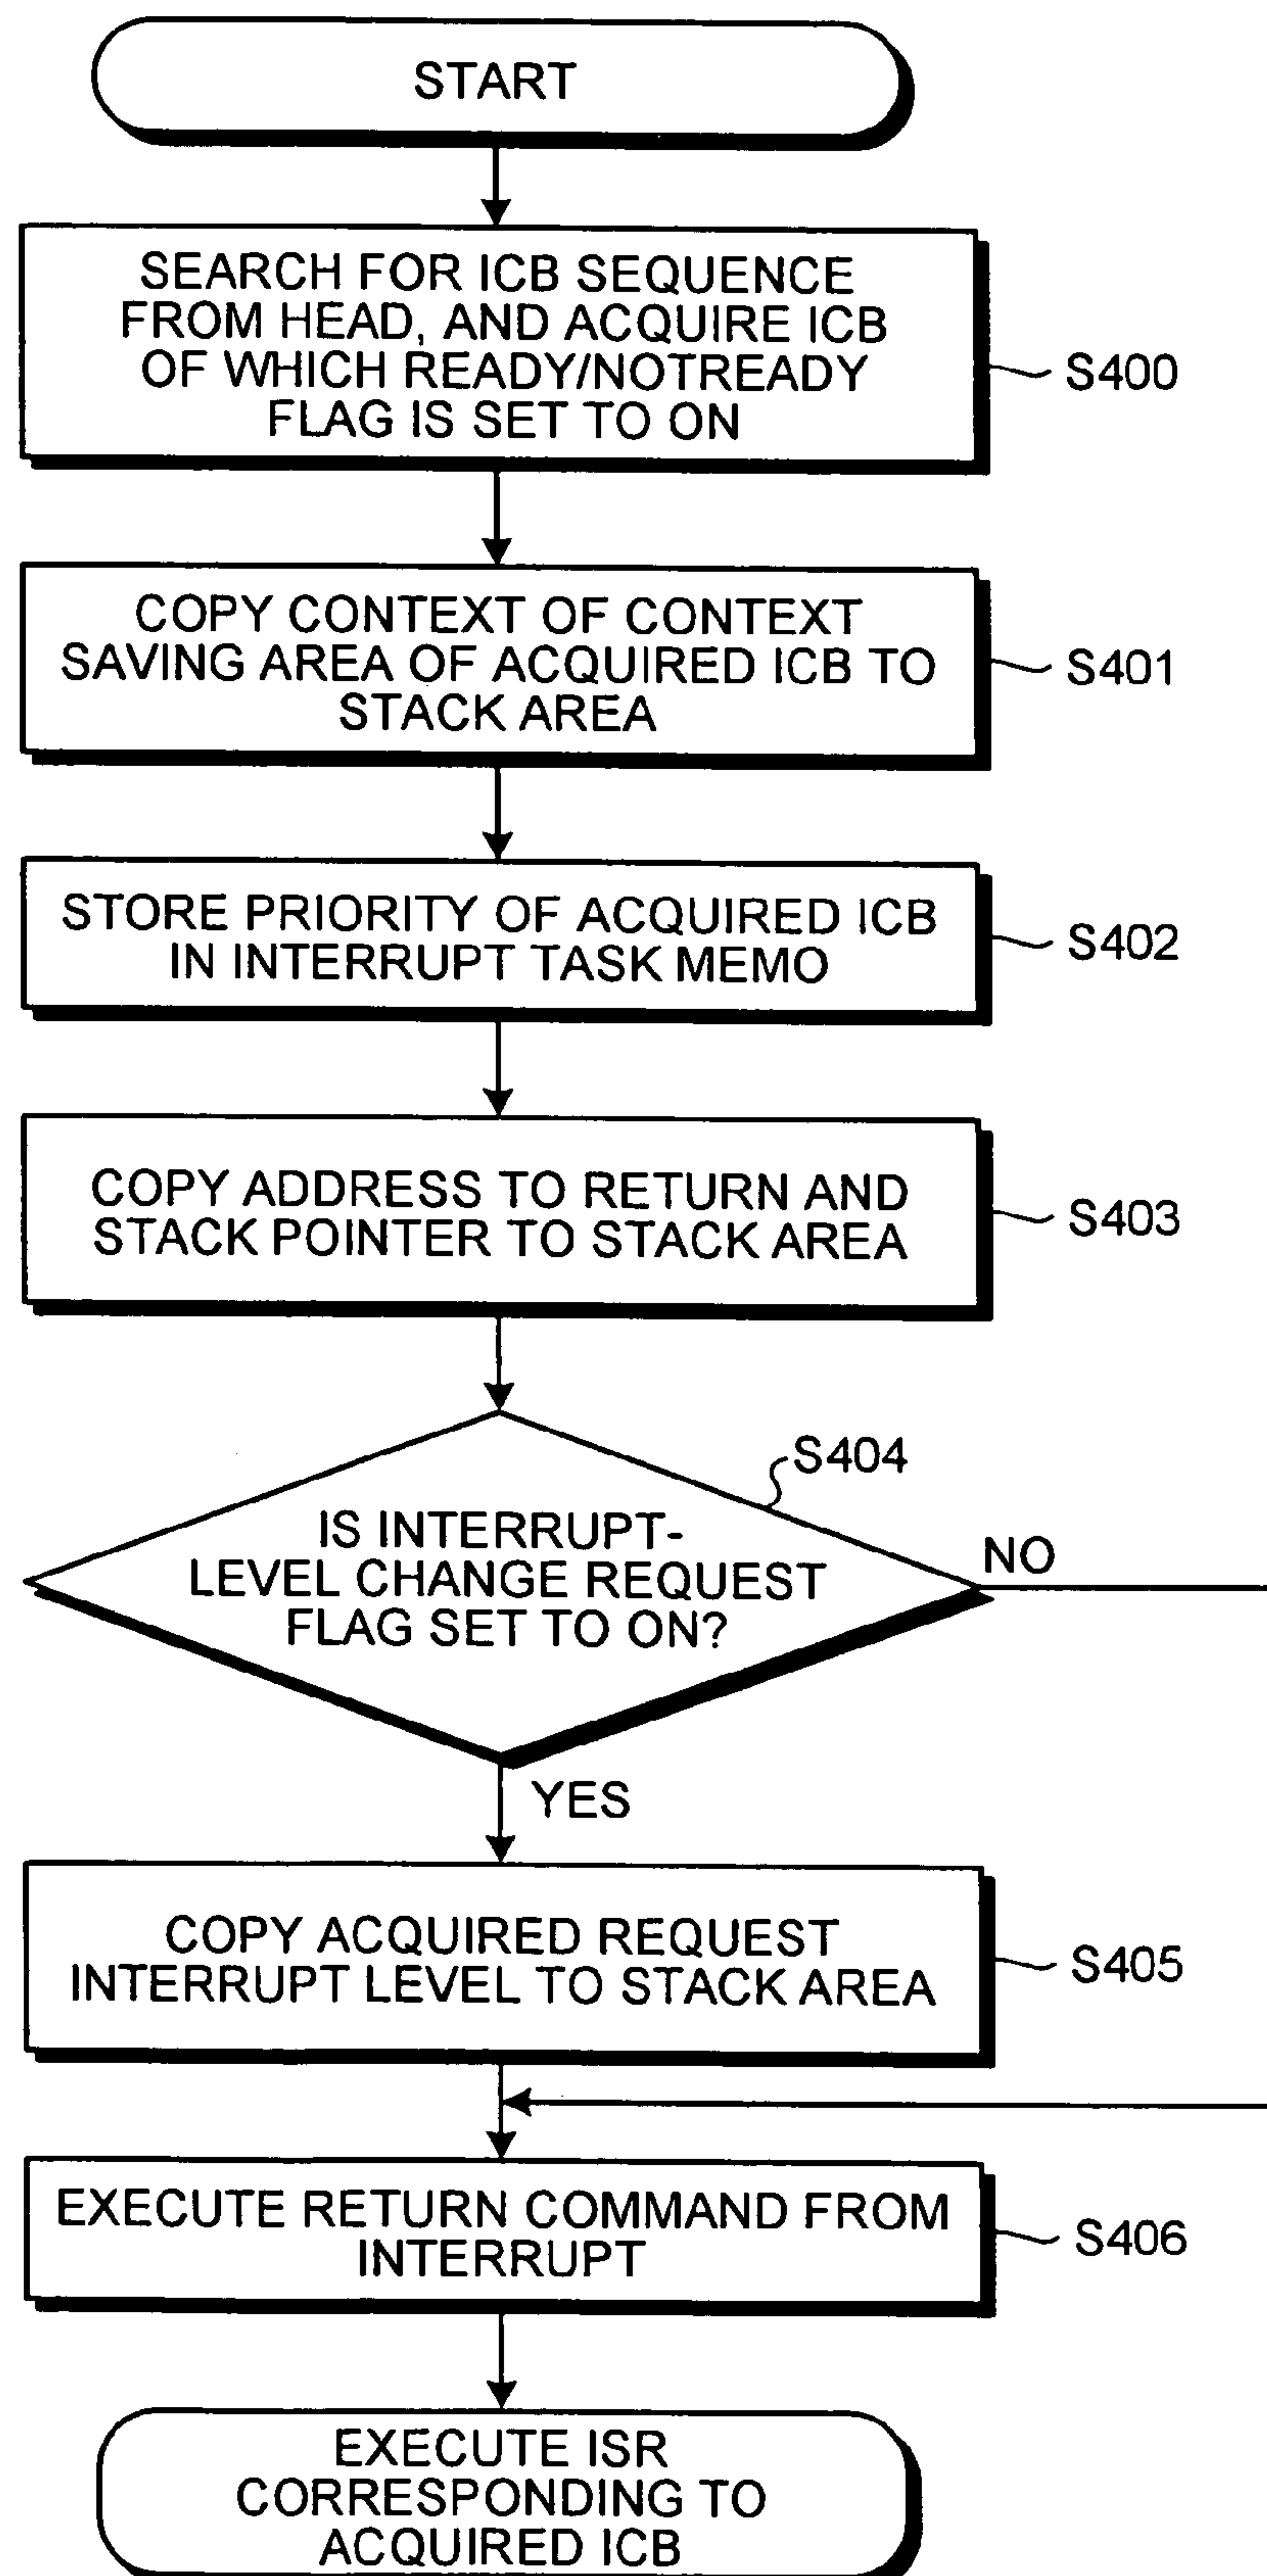 START
SEARCH FOR ICB SEQUENCE
FROM HEAD, AND ACQUIRE ICB
OF WHICH READY/NOTREADY
FLAG IS SET TO ON
S400
COPY CONTEXT OF CONTEXT
SAVING AREA OF ACQUIRED ICB TO
STACK AREA
S401
STORE PRIORITY OF ACQUIRED ICB
IN INTERRUPT TASK MEMO
S402
COPY ADDRESS TO RETURN AND
STACK POINTER TO STACK AREA
S403
S404
IS INTERRUPT-
LEVEL CHANGE REQUEST
FLAG SET TO ON?
NO
YES
COPY ACQUIRED REQUEST
INTERRUPT LEVEL TO STACK AREA
S405
EXECUTE RETURN COMMAND FROM
INTERRUPT
S406
EXECUTE ISR
CORRESPONDING TO
ACQUIRED ICB